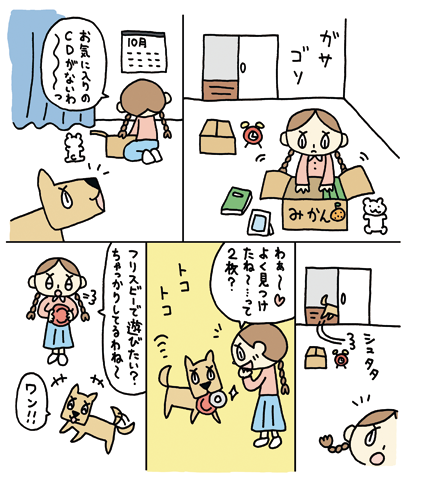 ガサ
ゴソ
みかん
10月
お気に入りの
CDがないわ
〜〜っ
シュタタ
わぁ〜♥
よく見つけ
たね〜…って
2枚？
トコ
トコ
フリスビーで遊びたい？
ちゃっかりしてるわね〜
ワン!!